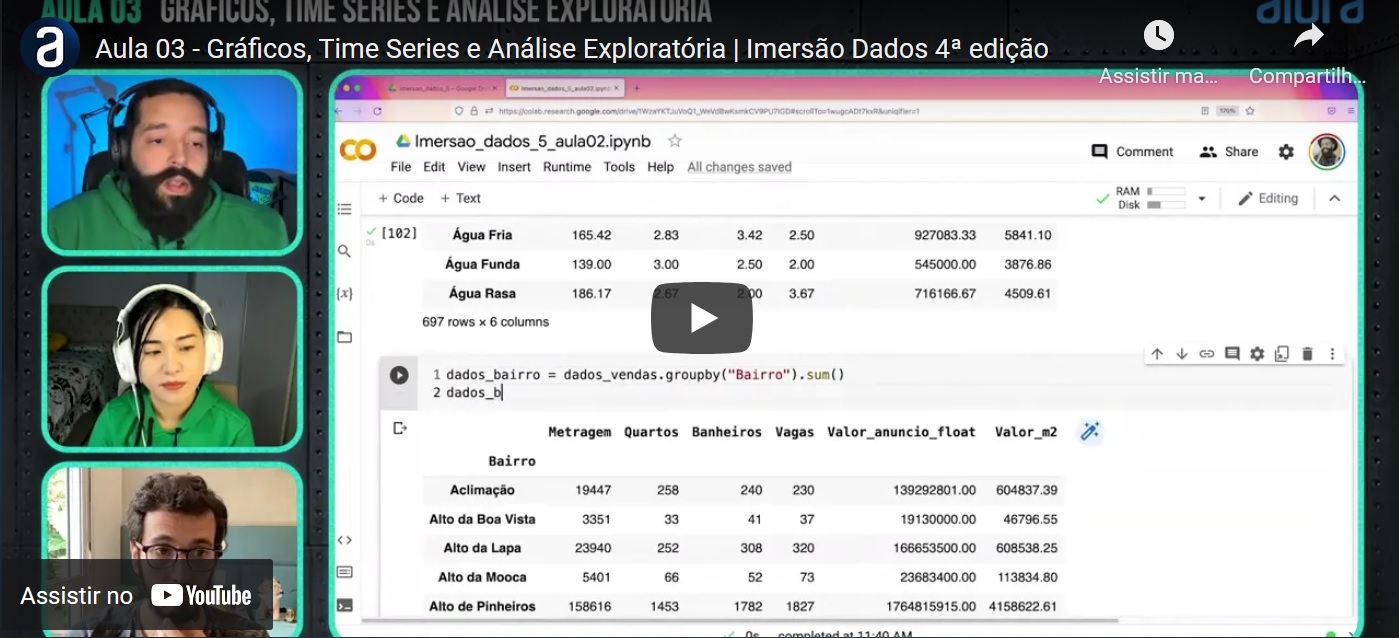 AULA 03 GRÁFICOS, TIME SERIES E ANÁLISE EXPLORATÓRIA
alura
a
Aula 03 - Gráficos, Time Series e Análise Exploratória | Imersão Dados 4ª edição
Assistir ma...
Compartilh...
Imersao_dados_5_aula02.ipynb
File Edit View Insert Runtime Tools Help All changes saved
Comment
Share
+ Code + Text
RAM
Disk
Editing
[102]
0s
Água Fria 165.42 2.83 3.42 2.50 927083.33 5841.10
Água Funda 139.00 3.00 2.50 2.00 545000.00 3876.86
Água Rasa 186.17 2.67 2.00 3.67 716166.67 4509.61
697 rows × 6 columns
1 dados_bairro = dados_vendas.groupby("Bairro").sum()
2 dados_b
Metragem Quartos Banheiros Vagas Valor_anuncio_float Valor_m2
Bairro
Aclimação 19447 258 240 230 139292801.00 604837.39
Alto da Boa Vista 3351 33 41 37 19130000.00 46796.55
Alto da Lapa 23940 252 308 320 166653500.00 608538.25
Alto da Mooca 5401 66 52 73 23683400.00 113834.80
Alto de Pinheiros 158616 1453 1782 1827 1764815915.00 4158622.61
0s completed at 11:40 AM
Assistir no YouTube